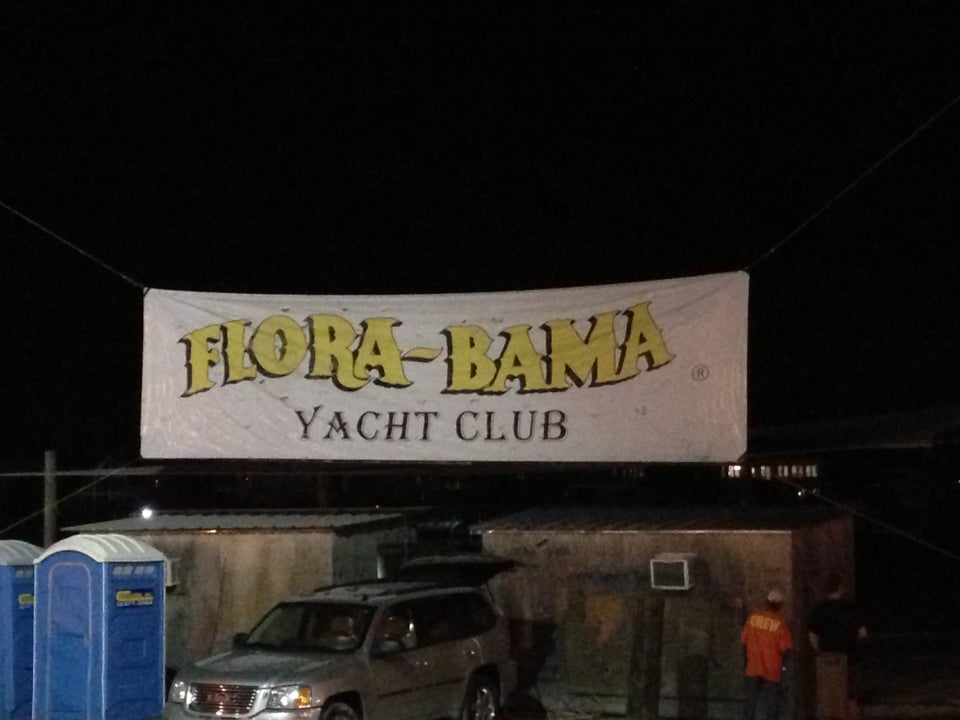 FLORA-BAMA ®
YACHT CLUB
CREW